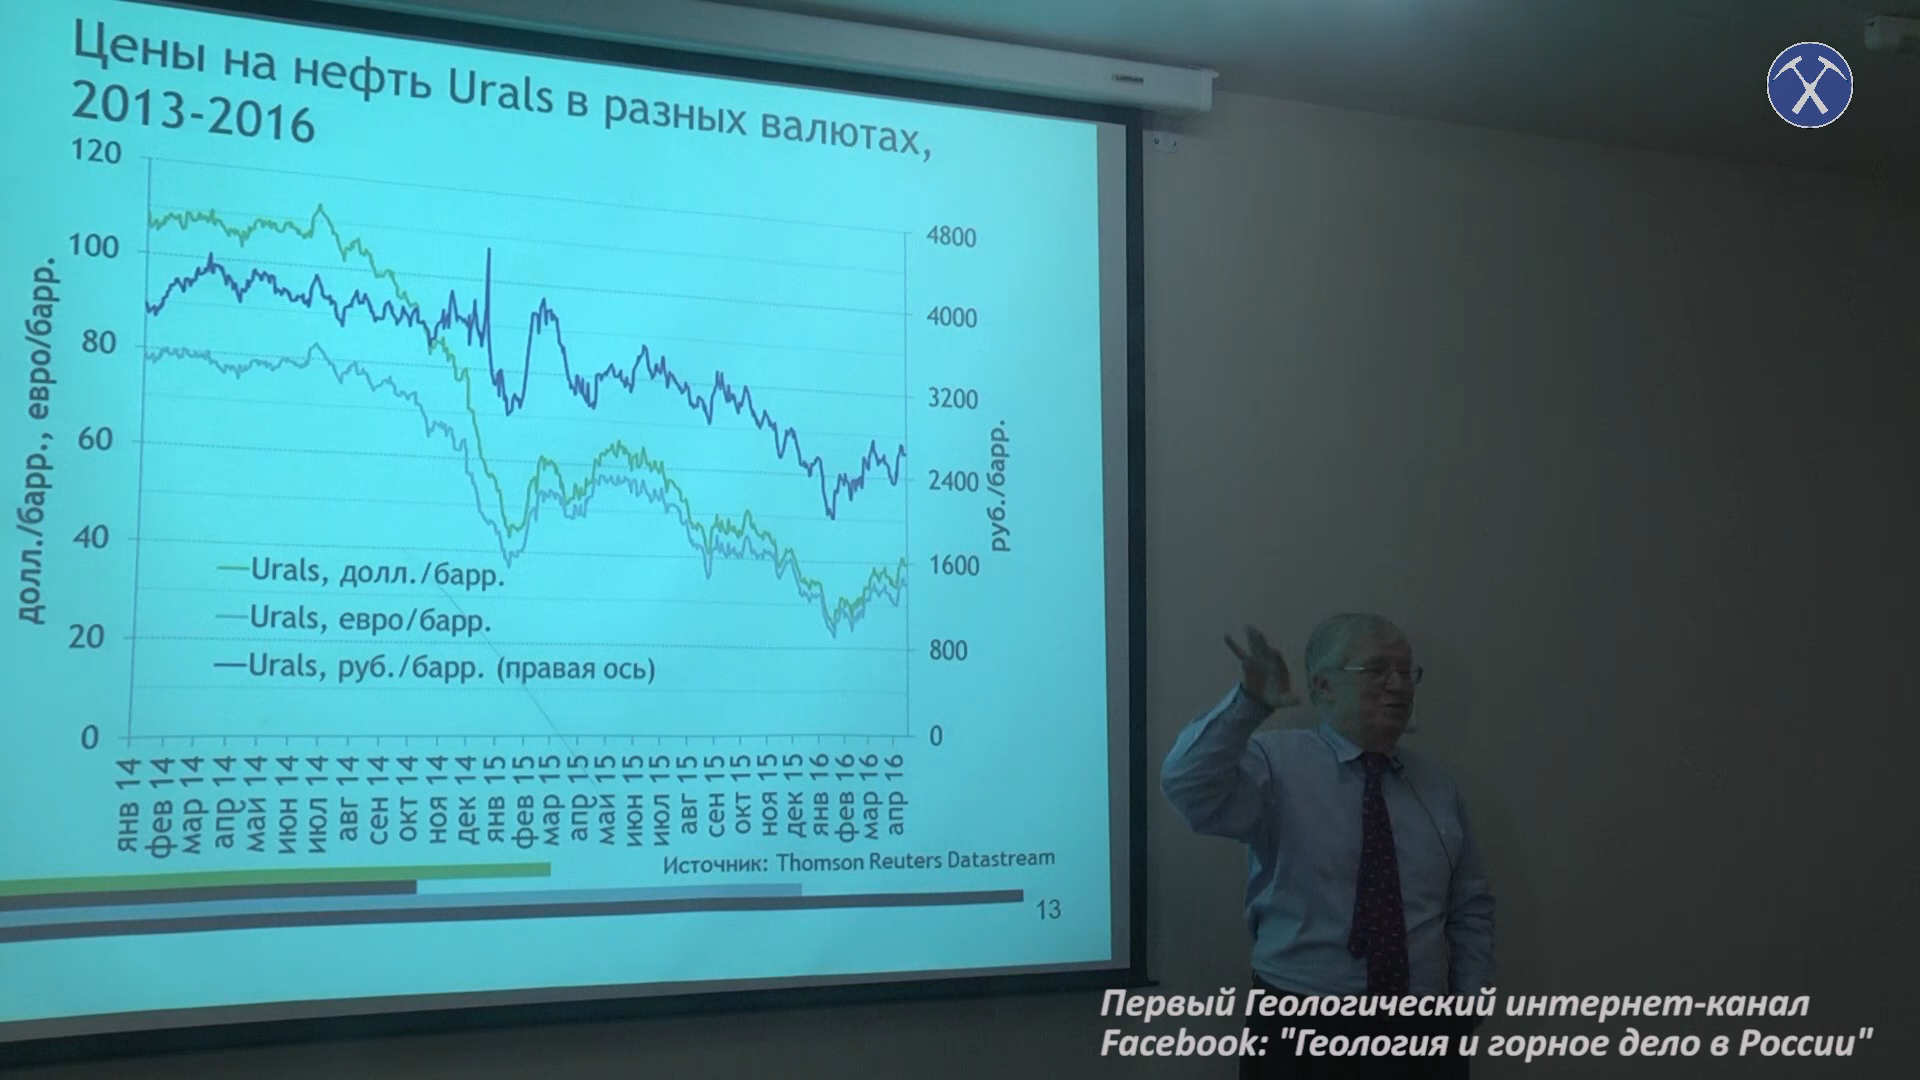 Цены на нефть Urals в разных валютах,
2013-2016
120
100
80
60
40
20
0
долл./барр., евро/барр.
4800
4000
3200
2400
1600
800
0
руб./барр.
Urals, долл./барр.
Urals, евро/барр.
Urals, руб./барр. (правая ось)
янв 14
фев 14
мар 14
апр 14
май 14
июн 14
июл 14
авг 14
сен 14
окт 14
ноя 14
дек 14
янв 15
фев 15
мар 15
апр 15
май 15
июн 15
июл 15
авг 15
сен 15
окт 15
ноя 15
дек 15
янв 16
фев 16
мар 16
апр 16
Источник: Thomson Reuters Datastream
13
Первый Геологический интернет-канал
Facebook: "Геология и горное дело в России"